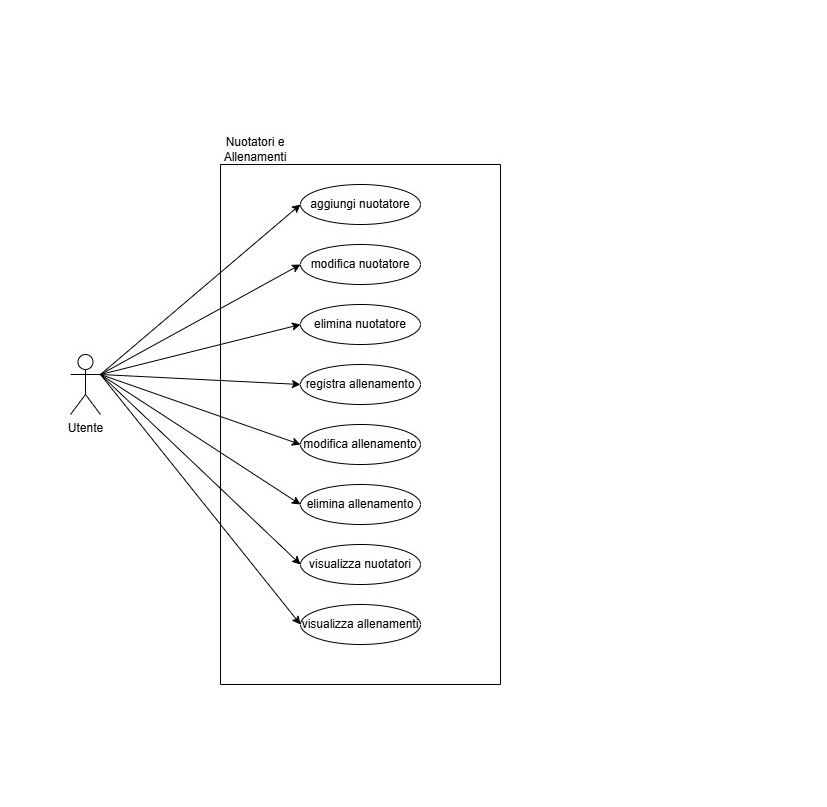 Nuotatori e
Allenamenti
aggiungi nuotatore
modifica nuotatore
elimina nuotatore
registra allenamento
modifica allenamento
elimina allenamento
visualizza nuotatori
visualizza allenamenti
Utente